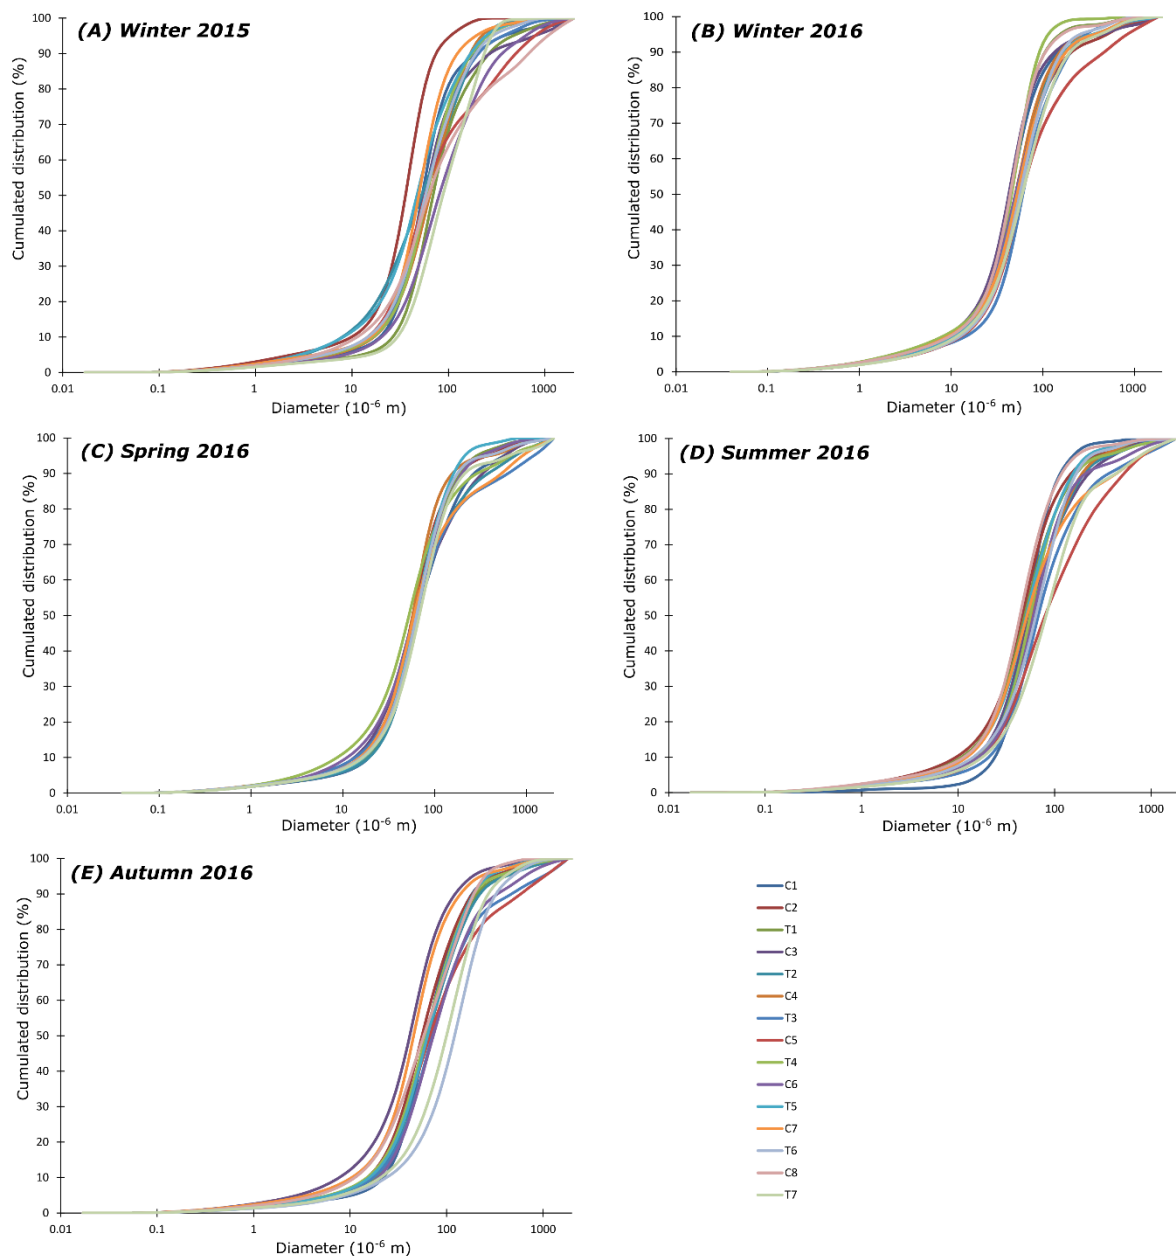 (A) Winter 2015
Cumulated distribution (%)
100
90
80
70
60
50
40
30
20
10
0
0.01 0.1 1 10 100 1000
Diameter (10-6 m)
(B) Winter 2016
Cumulated distribution (%)
100
90
80
70
60
50
40
30
20
10
0
0.01 0.1 1 10 100 1000
Diameter (10-6 m)
(C) Spring 2016
Cumulated distribution (%)
100
90
80
70
60
50
40
30
20
10
0
0.01 0.1 1 10 100 1000
Diameter (10-6 m)
(D) Summer 2016
Cumulated distribution (%)
100
90
80
70
60
50
40
30
20
10
0
0.01 0.1 1 10 100 1000
Diameter (10-6 m)
(E) Autumn 2016
Cumulated distribution (%)
100
90
80
70
60
50
40
30
20
10
0
0.01 0.1 1 10 100 1000
Diameter (10-6 m)
C1
C2
T1
C3
T2
C4
T3
C5
T4
C6
T5
C7
T6
C8
T7